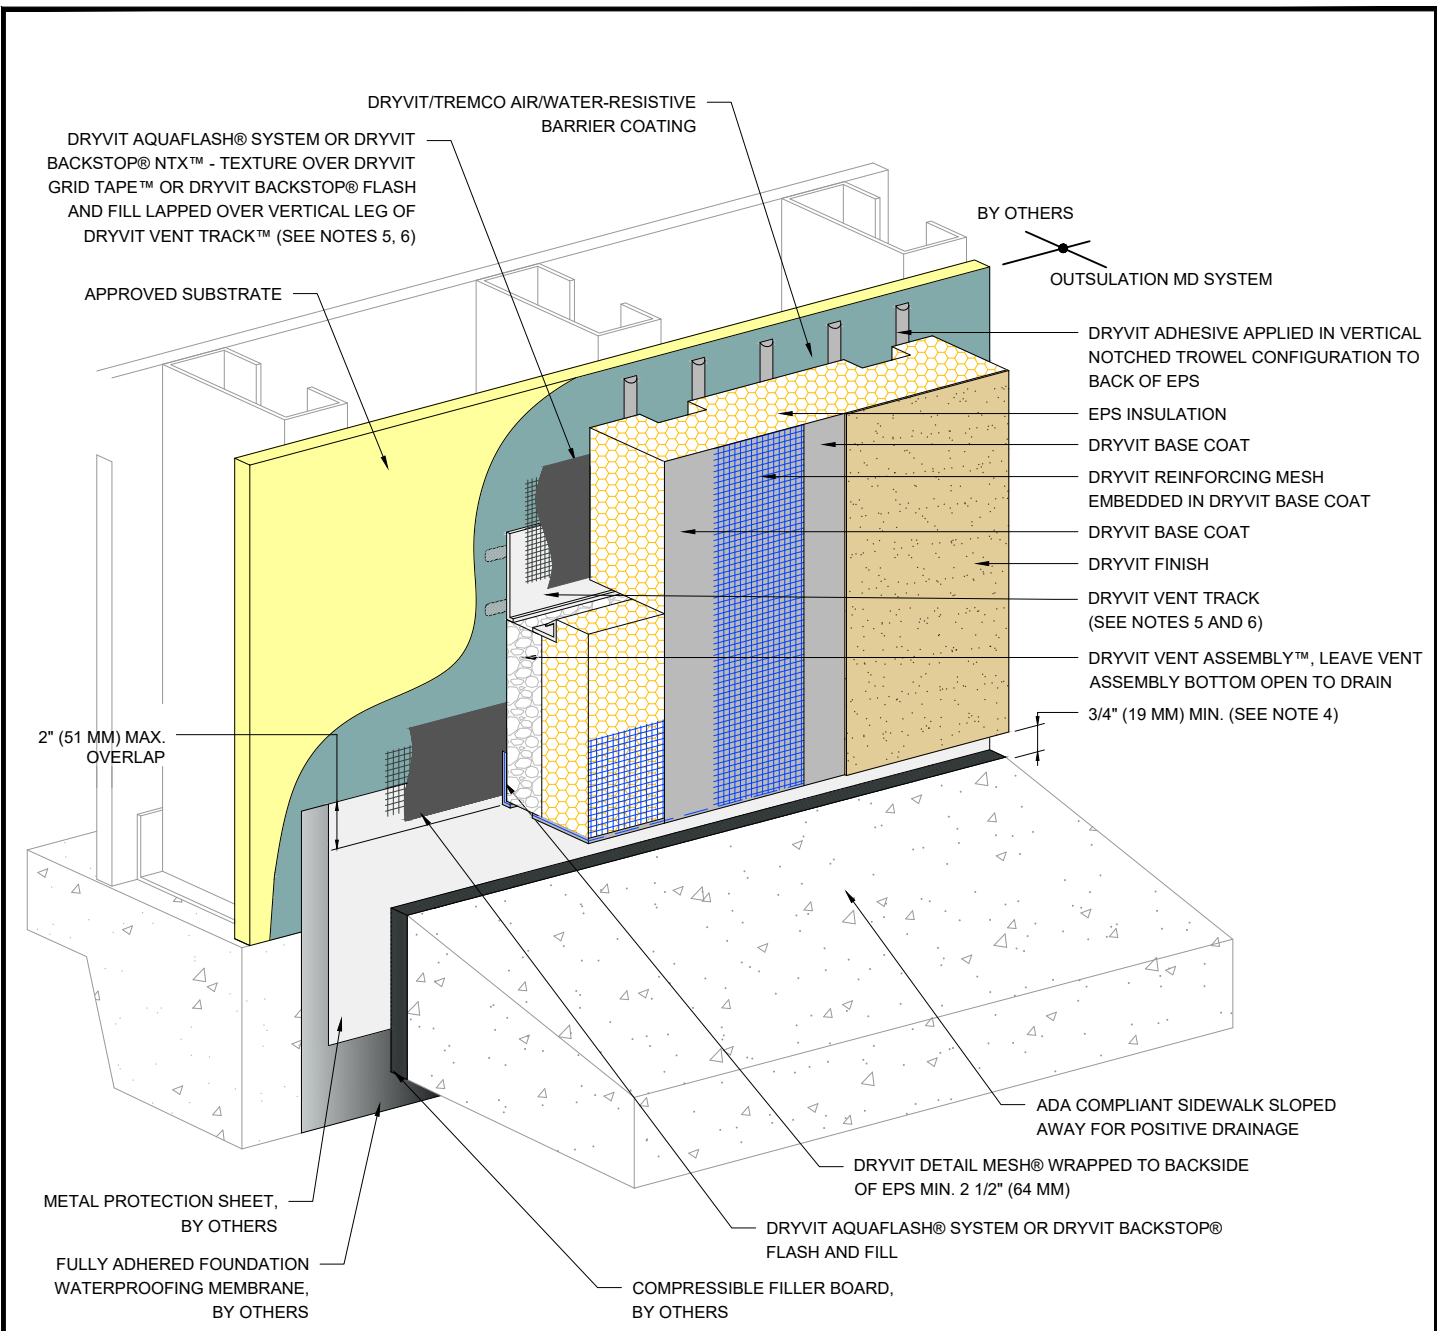 DRYVIT/TREMCO AIR/WATER-RESISTIVE
BARRIER COATING
DRYVIT AQUAFLASH® SYSTEM OR DRYVIT
BACKSTOP® NTX™ - TEXTURE OVER DRYVIT
GRID TAPE™ OR DRYVIT BACKSTOP® FLASH
AND FILL LAPPED OVER VERTICAL LEG OF
DRYVIT VENT TRACK™ (SEE NOTES 5, 6)
APPROVED SUBSTRATE
BY OTHERS
OUTSULATION MD SYSTEM
DRYVIT ADHESIVE APPLIED IN VERTICAL
NOTCHED TROWEL CONFIGURATION TO
BACK OF EPS
EPS INSULATION
DRYVIT BASE COAT
DRYVIT REINFORCING MESH
EMBEDDED IN DRYVIT BASE COAT
DRYVIT BASE COAT
DRYVIT FINISH
DRYVIT VENT TRACK
(SEE NOTES 5 AND 6)
DRYVIT VENT ASSEMBLY™, LEAVE VENT
ASSEMBLY BOTTOM OPEN TO DRAIN
3/4" (19 MM) MIN. (SEE NOTE 4)
2" (51 MM) MAX.
OVERLAP
ADA COMPLIANT SIDEWALK SLOPED
AWAY FOR POSITIVE DRAINAGE
DRYVIT DETAIL MESH® WRAPPED TO BACKSIDE
OF EPS MIN. 2 1/2" (64 MM)
DRYVIT AQUAFLASH® SYSTEM OR DRYVIT BACKSTOP®
FLASH AND FILL
COMPRESSIBLE FILLER BOARD,
BY OTHERS
METAL PROTECTION SHEET,
BY OTHERS
FULLY ADHERED FOUNDATION
WATERPROOFING MEMBRANE,
BY OTHERS